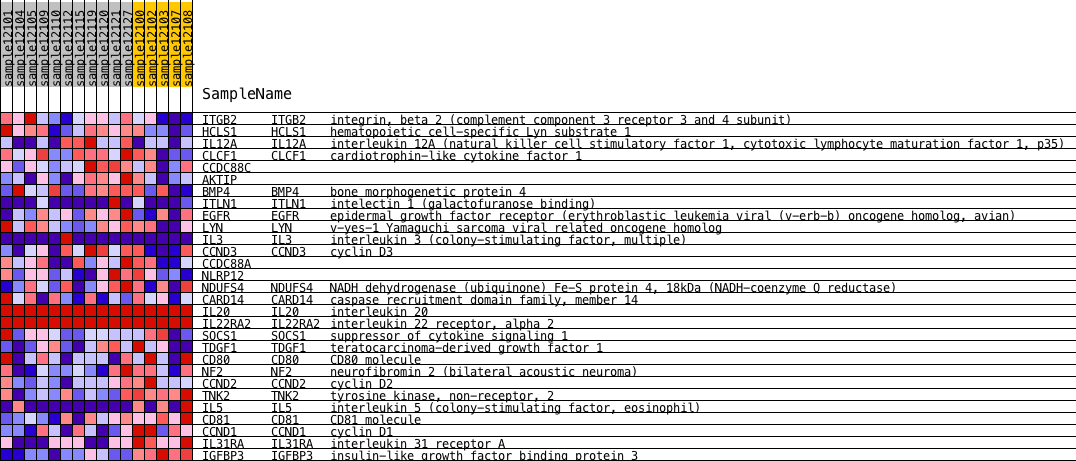 sample12101
sample12104
sample12105
sample12109
sample12110
sample12112
sample12115
sample12119
sample12120
sample12121
sample12127
sample12100
sample12102
sample12103
sample12107
sample12108
SampleName
ITGB2 ITGB2 integrin, beta 2 (complement component 3 receptor 3 and 4 subunit)
HCLS1 HCLS1 hematopoietic cell-specific Lyn substrate 1
IL12A IL12A interleukin 12A (natural killer cell stimulatory factor 1, cytotoxic lymphocyte maturation factor 1, p35)
CLCF1 CLCF1 cardiotrophin-like cytokine factor 1
CCDC88C
AKTIP
BMP4 BMP4 bone morphogenetic protein 4
ITLN1 ITLN1 intelectin 1 (galactofuranose binding)
EGFR EGFR epidermal growth factor receptor (erythroblastic leukemia viral (v-erb-b) oncogene homolog, avian)
LYN LYN v-yes-1 Yamaguchi sarcoma viral related oncogene homolog
IL3 IL3 interleukin 3 (colony-stimulating factor, multiple)
CCND3 CCND3 cyclin D3
CCDC88A
NLRP12
NDUFS4 NDUFS4 NADH dehydrogenase (ubiquinone) Fe-S protein 4, 18kDa (NADH-coenzyme Q reductase)
CARD14 CARD14 caspase recruitment domain family, member 14
IL20 IL20 interleukin 20
IL22RA2 IL22RA2 interleukin 22 receptor, alpha 2
SOCS1 SOCS1 suppressor of cytokine signaling 1
TDGF1 TDGF1 teratocarcinoma-derived growth factor 1
CD80 CD80 CD80 molecule
NF2 NF2 neurofibromin 2 (bilateral acoustic neuroma)
CCND2 CCND2 cyclin D2
TNK2 TNK2 tyrosine kinase, non-receptor, 2
IL5 IL5 interleukin 5 (colony-stimulating factor, eosinophil)
CD81 CD81 CD81 molecule
CCND1 CCND1 cyclin D1
IL31RA IL31RA interleukin 31 receptor A
IGFBP3 IGFBP3 insulin-like growth factor binding protein 3